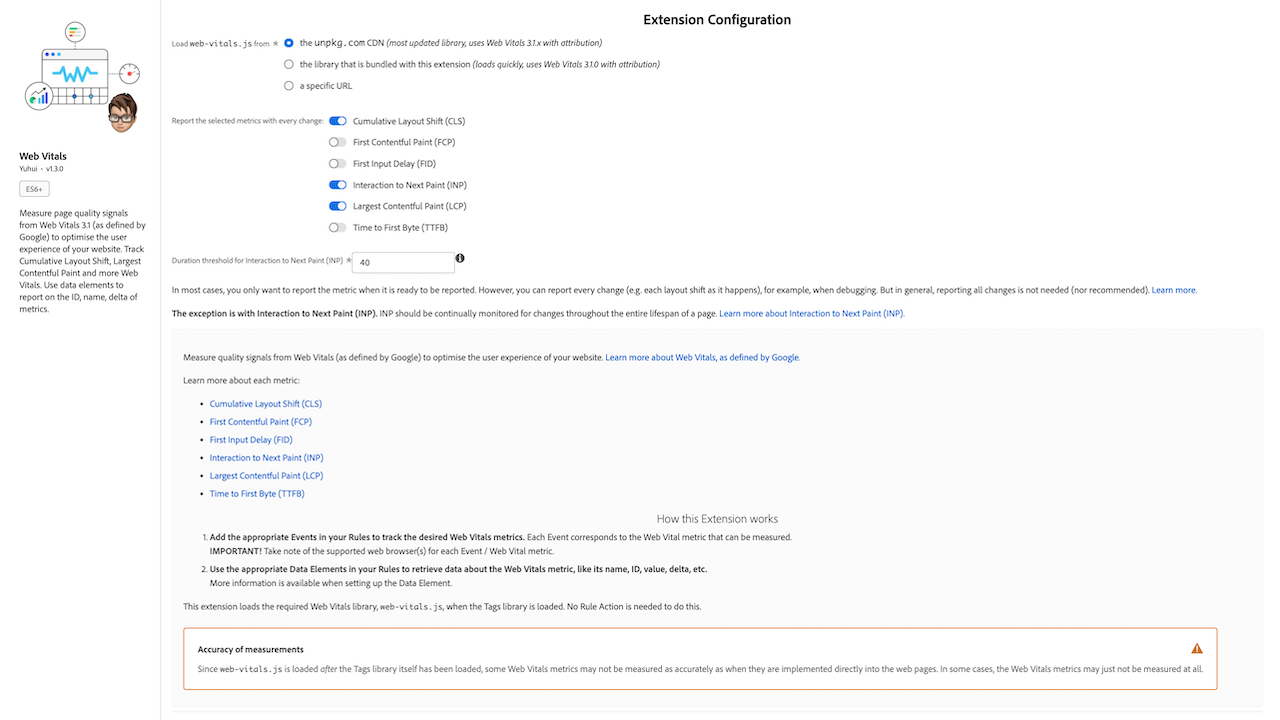 Extension Configuration
Load web-vitals.js from *
the unpkg.com CDN (most updated library, uses Web Vitals 3.1.x with attribution)
the library that is bundled with this extension (loads quickly, uses Web Vitals 3.1.0 with attribution)
a specific URL
Report the selected metrics with every change:
Cumulative Layout Shift (CLS)
First Contentful Paint (FCP)
First Input Delay (FID)
Interaction to Next Paint (INP)
Largest Contentful Paint (LCP)
Time to First Byte (TTFB)
Web Vitals
Yuhui • v1.3.0
ES6+
Measure page quality signals
from Web Vitals 3.1 (as defined by
Google) to optimise the user
experience of your website. Track
Cumulative Layout Shift, Largest
Contentful Paint and more Web
Vitals. Use data elements to
report on the ID, name, delta of
metrics.
Duration threshold for Interaction to Next Paint (INP) *
40
In most cases, you only want to report the metric when it is ready to be reported. However, you can report every change (e.g. each layout shift as it happens), for example, when debugging. But in general, reporting all changes is not needed (nor recommended). Learn more.
The exception is with Interaction to Next Paint (INP). INP should be continually monitored for changes throughout the entire lifespan of a page. Learn more about Interaction to Next Paint (INP).
Measure quality signals from Web Vitals (as defined by Google) to optimise the user experience of your website. Learn more about Web Vitals, as defined by Google.
Learn more about each metric:
• Cumulative Layout Shift (CLS)
• First Contentful Paint (FCP)
• First Input Delay (FID)
• Interaction to Next Paint (INP)
• Largest Contentful Paint (LCP)
• Time to First Byte (TTFB)
How this Extension works
1. Add the appropriate Events in your Rules to track the desired Web Vitals metrics. Each Event corresponds to the Web Vital metric that can be measured.
IMPORTANT! Take note of the supported web browser(s) for each Event / Web Vital metric.
2. Use the appropriate Data Elements in your Rules to retrieve data about the Web Vitals metric, like its name, ID, value, delta, etc.
More information is available when setting up the Data Element.
This extension loads the required Web Vitals library, web-vitals.js, when the Tags library is loaded. No Rule Action is needed to do this.
Accuracy of measurements
Since web-vitals.js is loaded after the Tags library itself has been loaded, some Web Vitals metrics may not be measured as accurately as when they are implemented directly into the web pages. In some cases, the Web Vitals metrics may just not be measured at all.